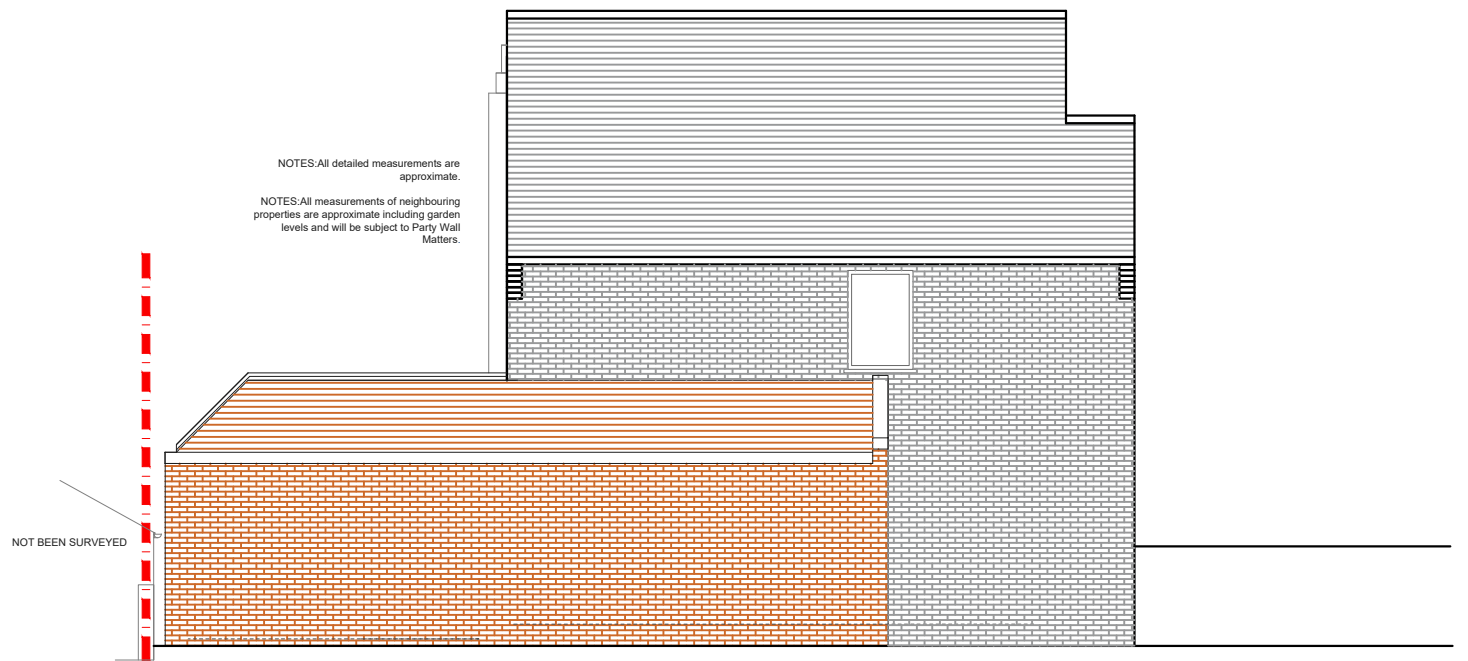 NOTES:All detailed measurements are
approximate.
NOTES:All measurements of neighbouring
properties are approximate including garden
levels and will be subject to Party Wall
Matters.
NOT BEEN SURVEYED